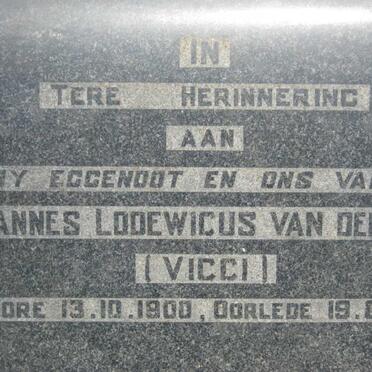 IN
TERE HERINNERING
AAN
MY EGGENOOT EN ONS VA
ANNES LODEWICUS VAN DE
(VICCI)
ORE 13.10.1900, OORLEDE 19.